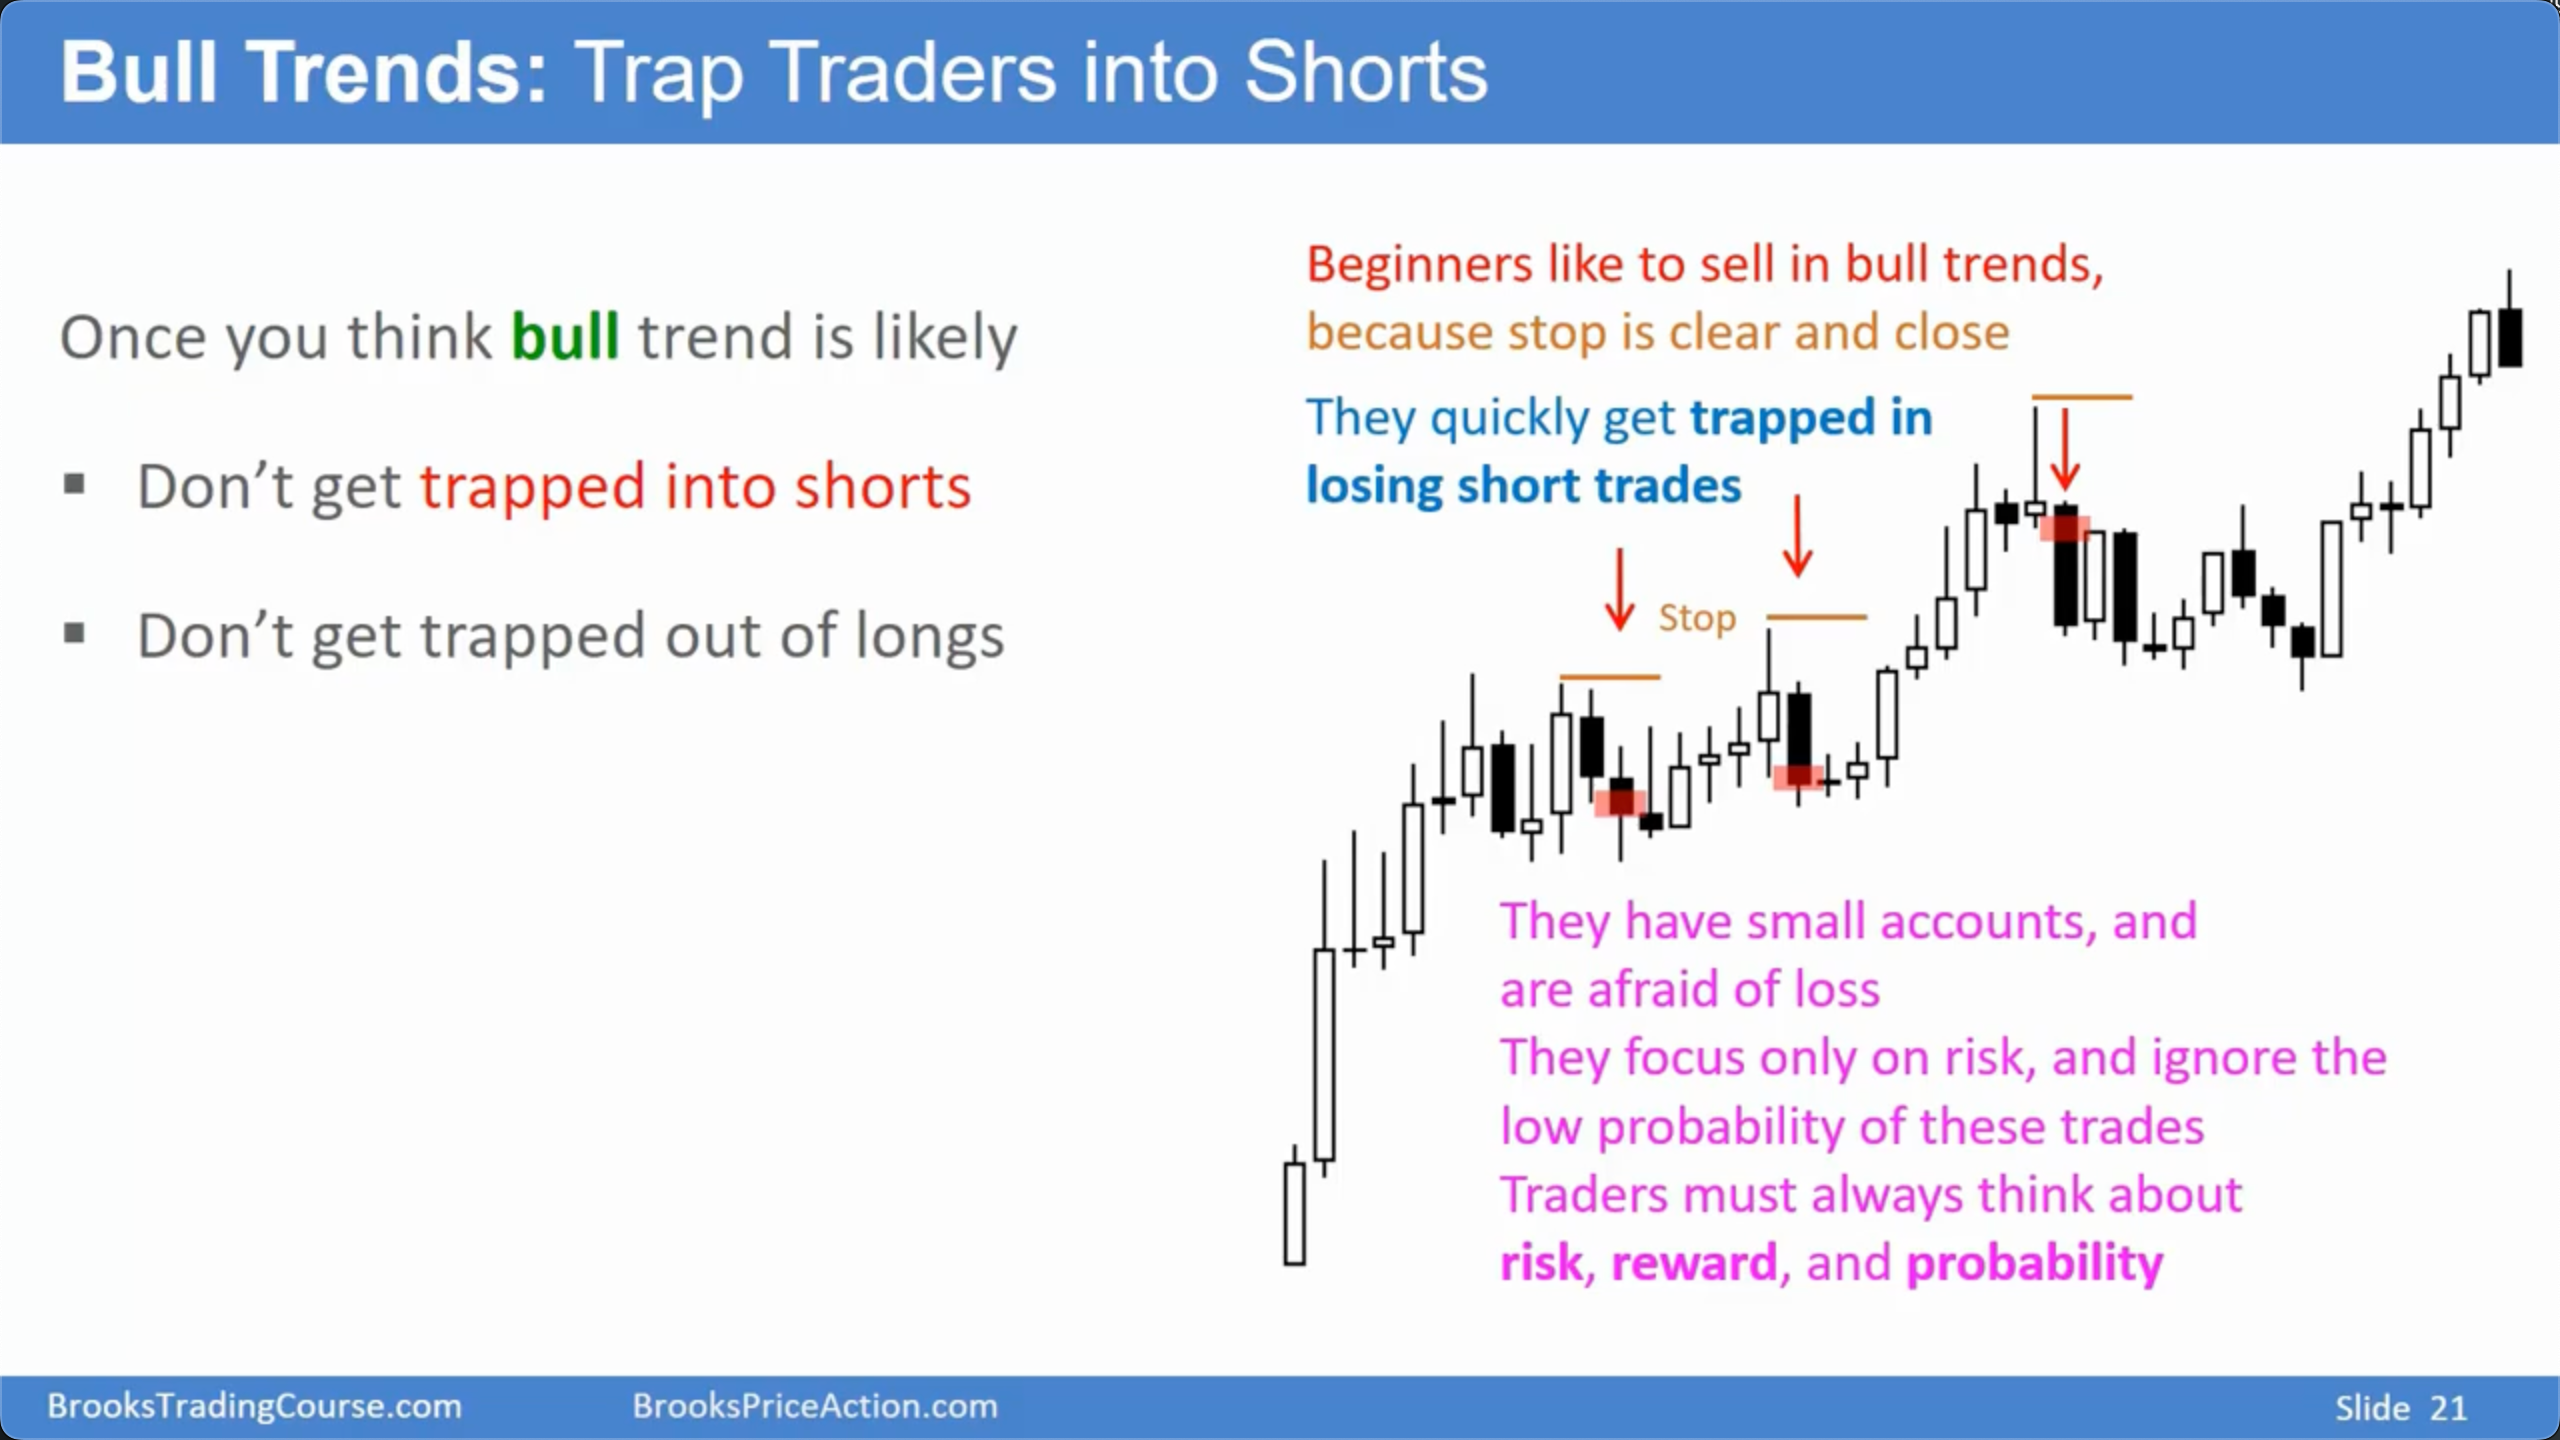 Bull Trends: Trap Traders into Shorts
Once you think bull trend is likely
▪ Don’t get trapped into shorts
▪ Don’t get trapped out of longs
Beginners like to sell in bull trends,
because stop is clear and close
They quickly get trapped in
losing short trades
Stop
They have small accounts, and
are afraid of loss
They focus only on risk, and ignore the
low probability of these trades
Traders must always think about
risk, reward, and probability
BrooksTradingCourse.com
BrooksPriceAction.com
Slide 21